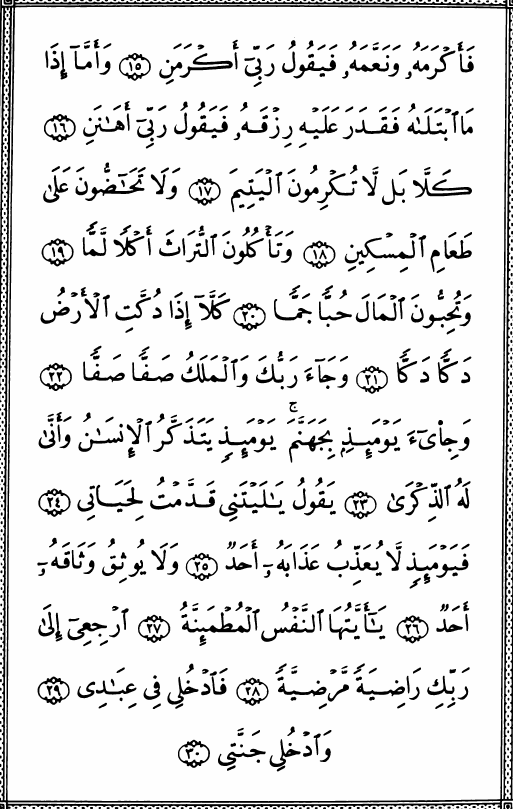 فَأَكْرَمَهُۥ وَنَعَّمَهُۥ فَيَقُولُ رَبِّىٓ أَكْرَمَنِ ۝١٥ وَأَمَّآ إِذَا
مَا ٱبْتَلَىٰهُ فَقَدَرَ عَلَيْهِ رِزْقَهُۥ فَيَقُولُ رَبِّىٓ أَهَـٰنَنِ ۝١٦
كَلَّا بَل لَّا تُكْرِمُونَ ٱلْيَتِيمَ ۝١٧ وَلَا تَحَـٰٓضُّونَ عَلَىٰ
طَعَامِ ٱلْمِسْكِينِ ۝١٨ وَتَأْكُلُونَ ٱلتُّرَاثَ أَكْلًا لَّمًّا ۝١٩
وَتُحِبُّونَ ٱلْمَالَ حُبًّا جَمًّا ۝٢٠ كَلَّآ إِذَا دُكَّتِ ٱلْأَرْضُ
دَكًّا دَكًّا ۝٢١ وَجَآءَ رَبُّكَ وَٱلْمَلَكُ صَفًّا صَفًّا ۝٢٢
وَجِا۟ىٓءَ يَوْمَئِذٍۭ بِجَهَنَّمَ ۚ يَوْمَئِذٍ يَتَذَكَّرُ ٱلْإِنسَـٰنُ وَأَنَّىٰ
لَهُ ٱلذِّكْرَىٰ ۝٢٣ يَقُولُ يَـٰلَيْتَنِى قَدَّمْتُ لِحَيَاتِى ۝٢٤
فَيَوْمَئِذٍ لَّا يُعَذِّبُ عَذَابَهُۥٓ أَحَدٌ ۝٢٥ وَلَا يُوثِقُ وَثَاقَهُۥٓ
أَحَدٌ ۝٢٦ يَـٰٓأَيَّتُهَا ٱلنَّفْسُ ٱلْمُطْمَئِنَّةُ ۝٢٧ ٱرْجِعِىٓ إِلَىٰ
رَبِّكِ رَاضِيَةً مَّرْضِيَّةً ۝٢٨ فَٱدْخُلِى فِى عِبَـٰدِى ۝٢٩
وَٱدْخُلِى جَنَّتِى ۝٣٠